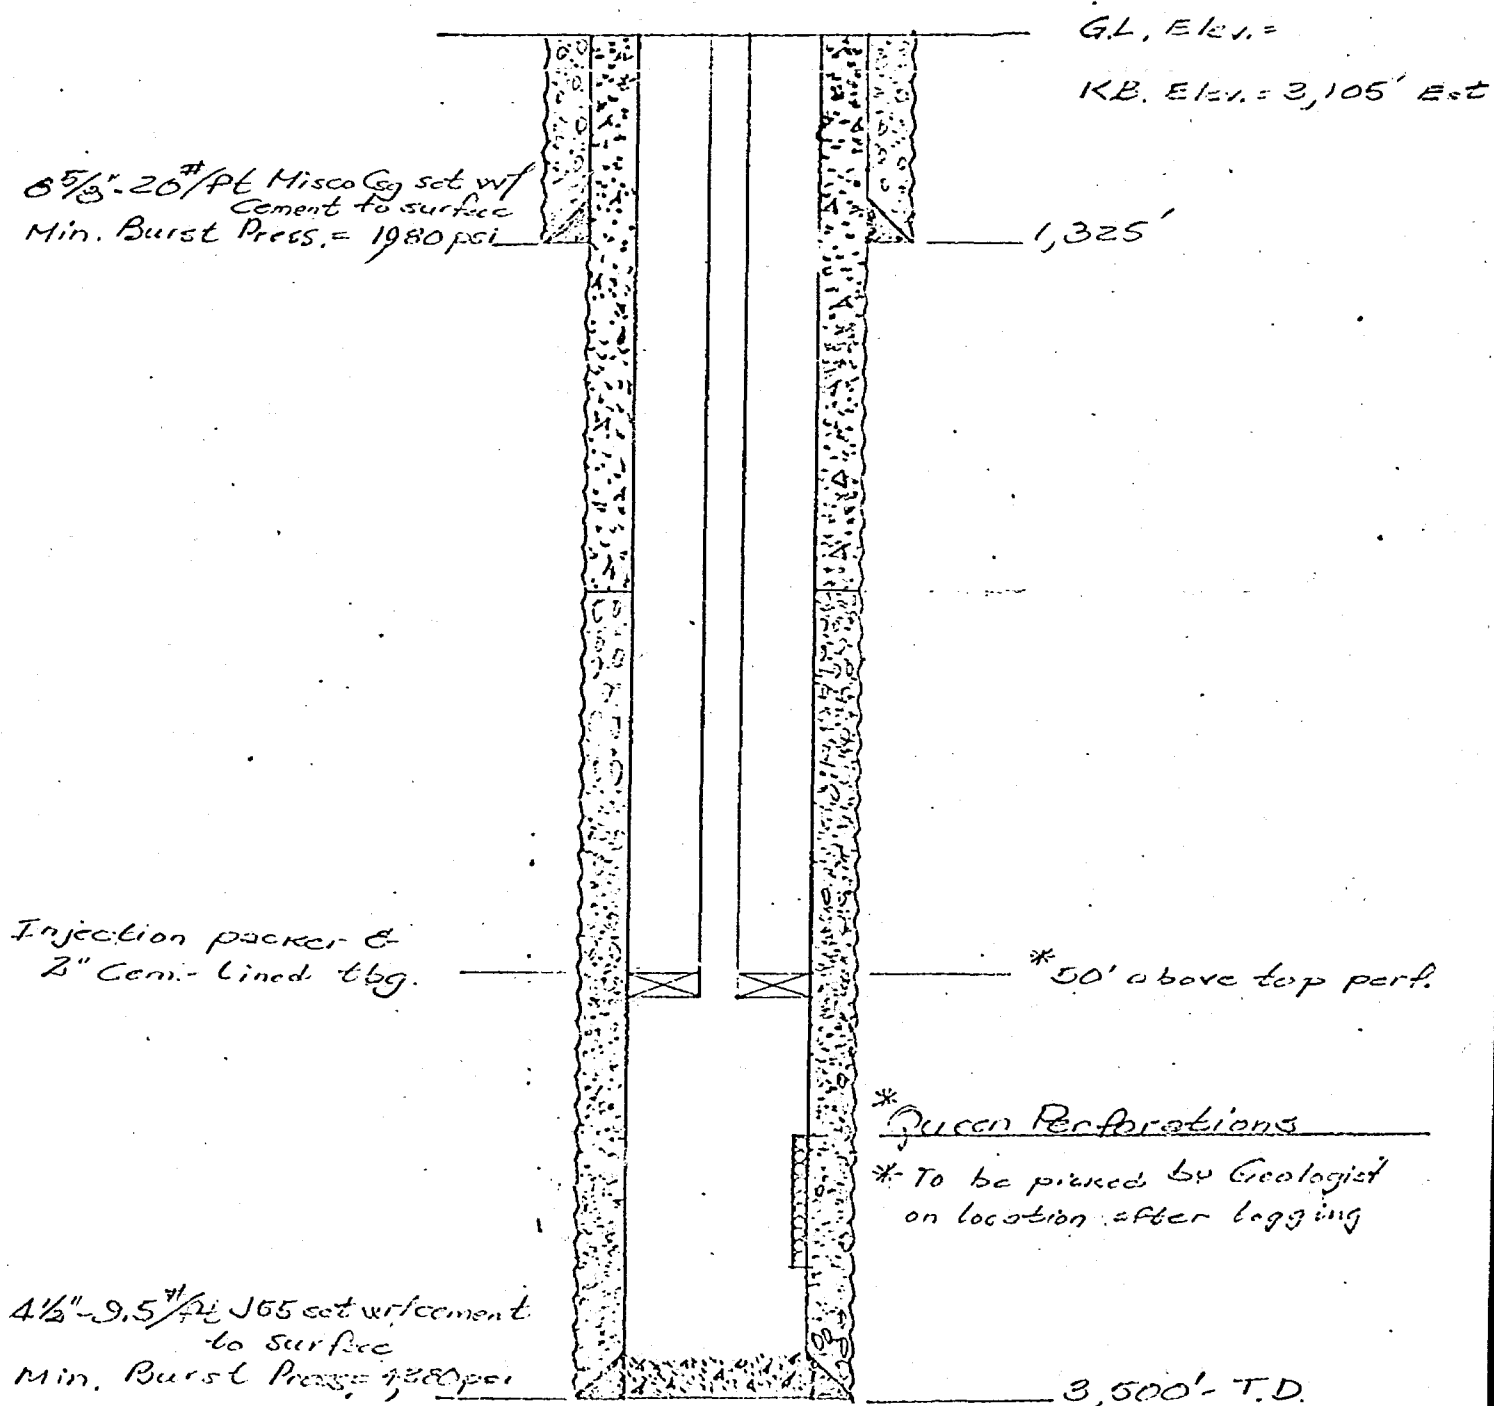 G.L. Elev. =
K.B. Elev. = 3,105' Est
8 5/8" - 20#/ft Misco Csg set w/
Cement to surface
Min. Burst Press. = 1980 psi
1,325'
Injection packer &
2" Cem.-Lined tbg.
*50' above top perf.
*Queen Perforations
*-To be picked by Geologist
on location after logging
4 1/2" - 9.5#/ft J55 set w/cement
to surface
Min. Burst Press. =
3,500' - T.D.